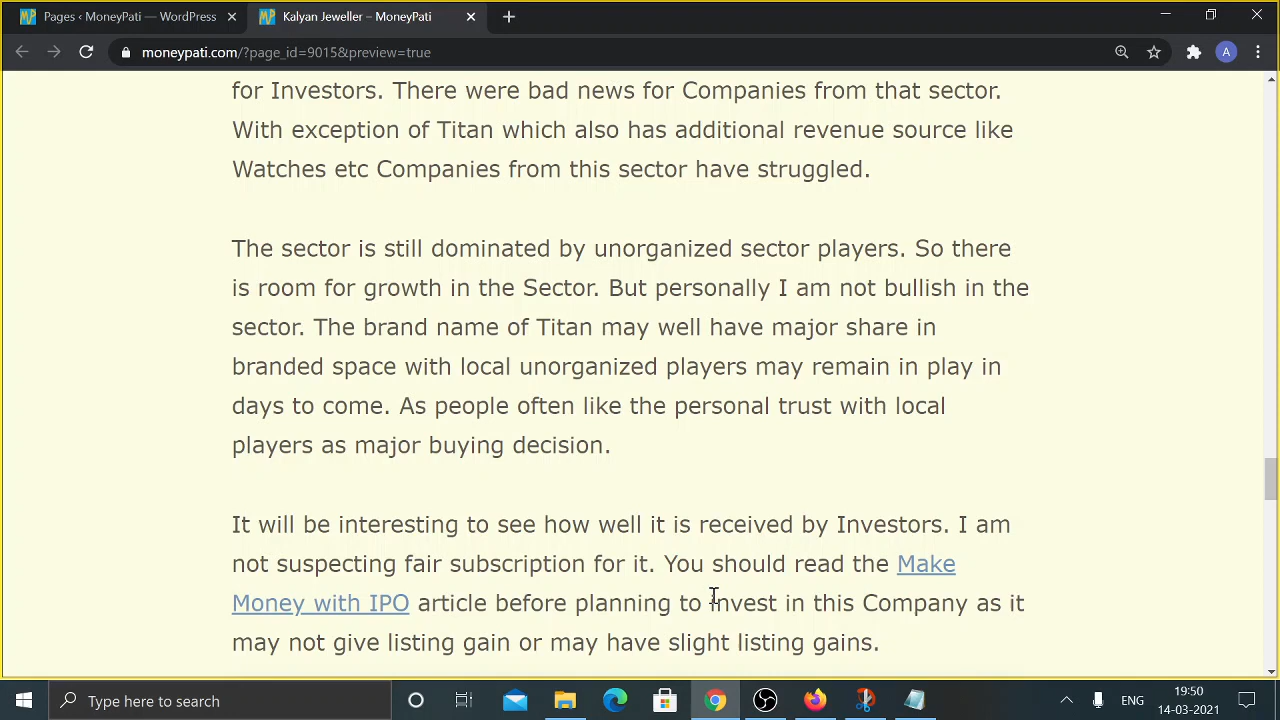 Pages ‹ MoneyPati — WordPress
Kalyan Jeweller – MoneyPati
moneypati.com/?page_id=9015&preview=true
A
for Investors. There were bad news for Companies from that sector.
With exception of Titan which also has additional revenue source like
Watches etc Companies from this sector have struggled.
The sector is still dominated by unorganized sector players. So there
is room for growth in the Sector. But personally I am not bullish in the
sector. The brand name of Titan may well have major share in
branded space with local unorganized players may remain in play in
days to come. As people often like the personal trust with local
players as major buying decision.
It will be interesting to see how well it is received by Investors. I am
not suspecting fair subscription for it. You should read the Make
Money with IPO article before planning to invest in this Company as it
may not give listing gain or may have slight listing gains.
Type here to search
ENG
19:50
14-03-2021